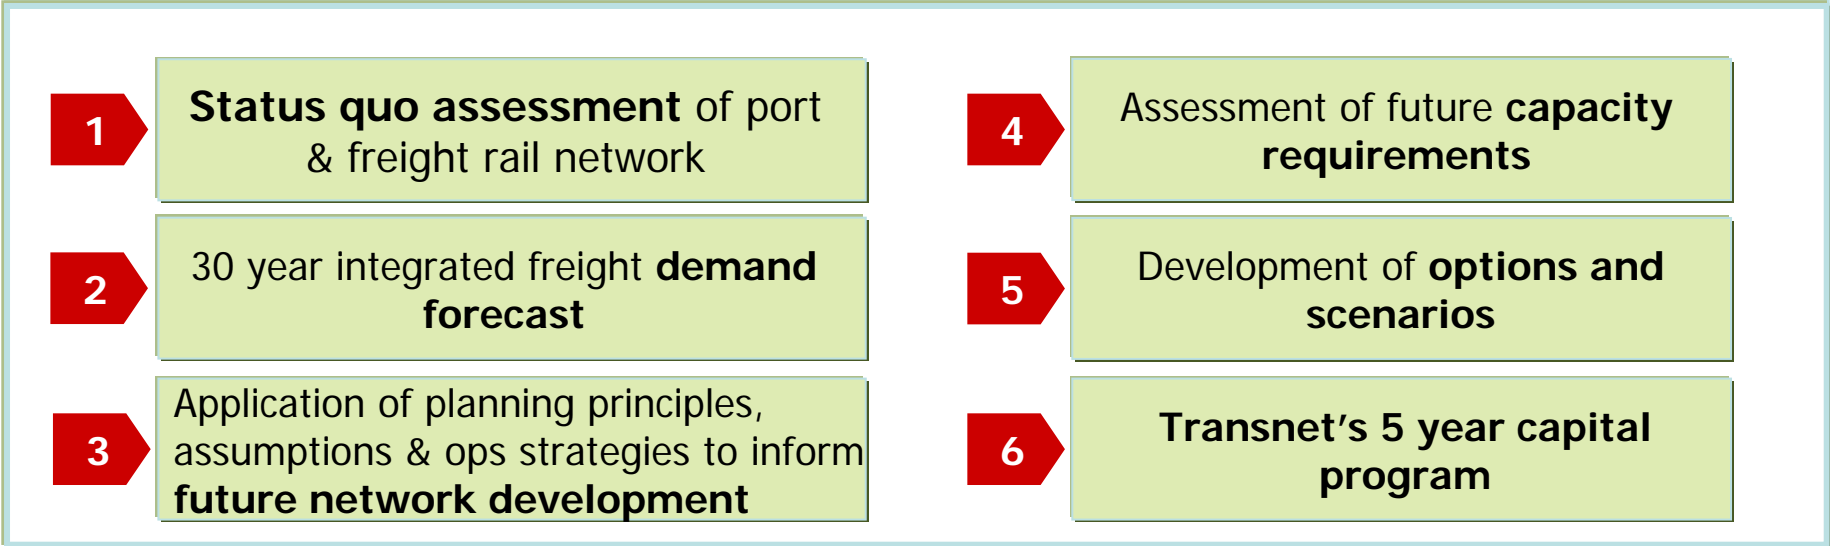 1
Status quo assessment of port
& freight rail network
2
30 year integrated freight demand
forecast
3
Application of planning principles,
assumptions & ops strategies to inform
future network development
4
Assessment of future capacity
requirements
5
Development of options and
scenarios
6
Transnet’s 5 year capital
program